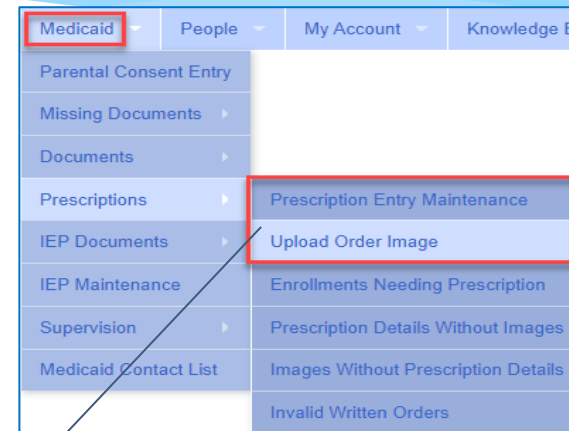 Medicaid People My Account Knowledge
Parental Consent Entry
Missing Documents
Documents
Prescriptions Prescription Entry Maintenance
IEP Documents Upload Order Image
IEP Maintenance Enrollments Needing Prescription
Supervision Prescription Details Without Images
Medicaid Contact List Images Without Prescription Details
Invalid Written Orders